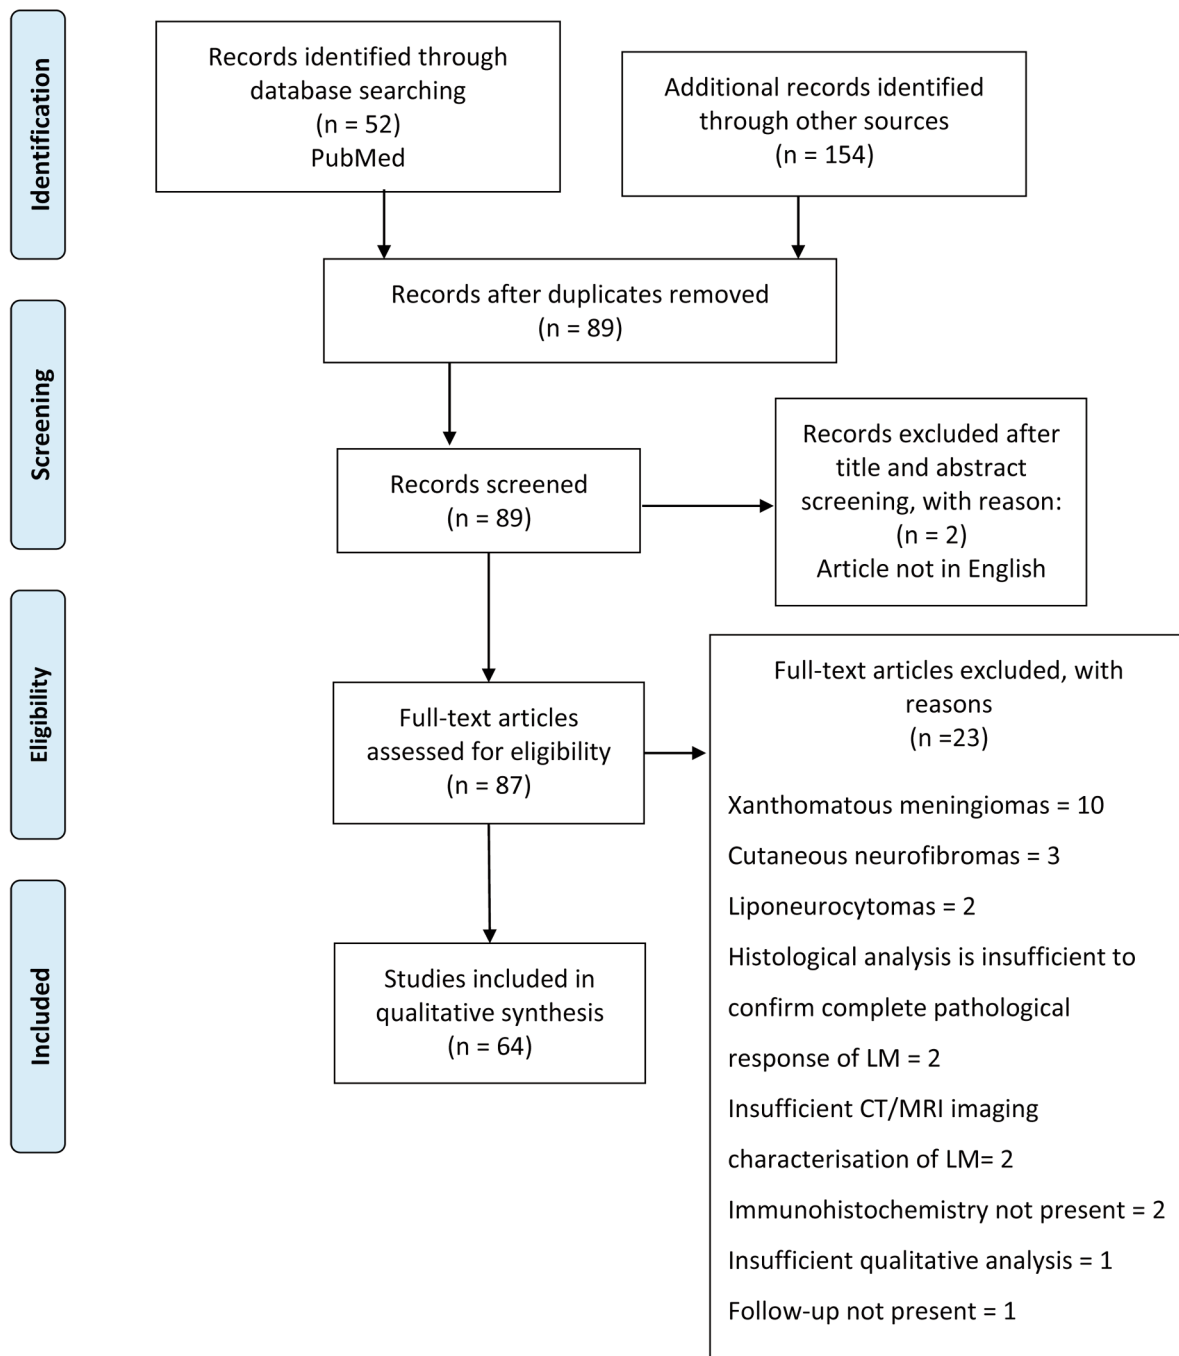 Identification
Records identified through
database searching
(n = 52)
PubMed
Additional records identified
through other sources
(n = 154)
Records after duplicates removed
(n = 89)
Screening
Records screened
(n = 89)
Records excluded after
title and abstract
screening, with reason:
(n = 2)
Article not in English
Eligibility
Full-text articles
assessed for eligibility
(n = 87)
Full-text articles excluded, with
reasons
(n =23)
Xanthomatous meningiomas = 10
Cutaneous neurofibromas = 3
Liponeurocytomas = 2
Histological analysis is insufficient to
confirm complete pathological
response of LM = 2
Insufficient CT/MRI imaging
characterisation of LM= 2
Immunohistochemistry not present = 2
Insufficient qualitative analysis = 1
Follow-up not present = 1
Included
Studies included in
qualitative synthesis
(n = 64)